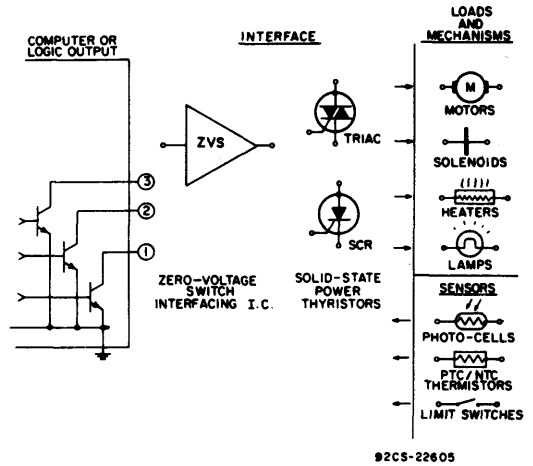 COMPUTER OR
LOGIC OUTPUT
INTERFACE
LOADS
AND
MECHANISMS
3
2
1
ZVS
ZERO-VOLTAGE
SWITCH
INTERFACING I.C.
TRIAC
SCR
SOLID-STATE
POWER
THYRISTORS
M
MOTORS
SOLENOIDS
HEATERS
LAMPS
SENSORS
PHOTO-CELLS
PTC/NTC
THERMISTORS
LIMIT SWITCHES
92CS-22605